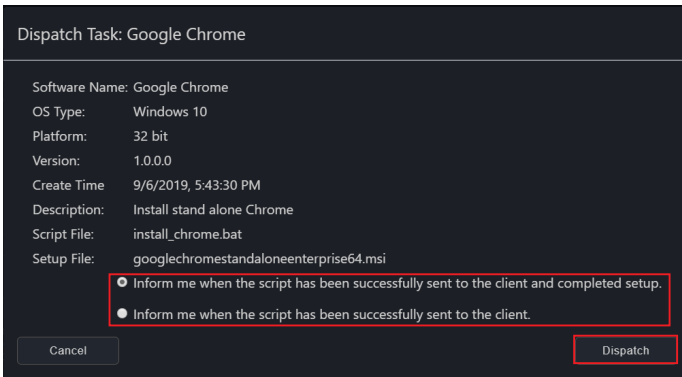 Dispatch Task: Google Chrome
Software Name: Google Chrome
OS Type: Windows 10
Platform: 32 bit
Version: 1.0.0.0
Create Time 9/6/2019, 5:43:30 PM
Description: Install stand alone Chrome
Script File: install_chrome.bat
Setup File: googlechromestandaloneenterprise64.msi
Inform me when the script has been successfully sent to the client and completed setup.
Inform me when the script has been successfully sent to the client.
Cancel Dispatch